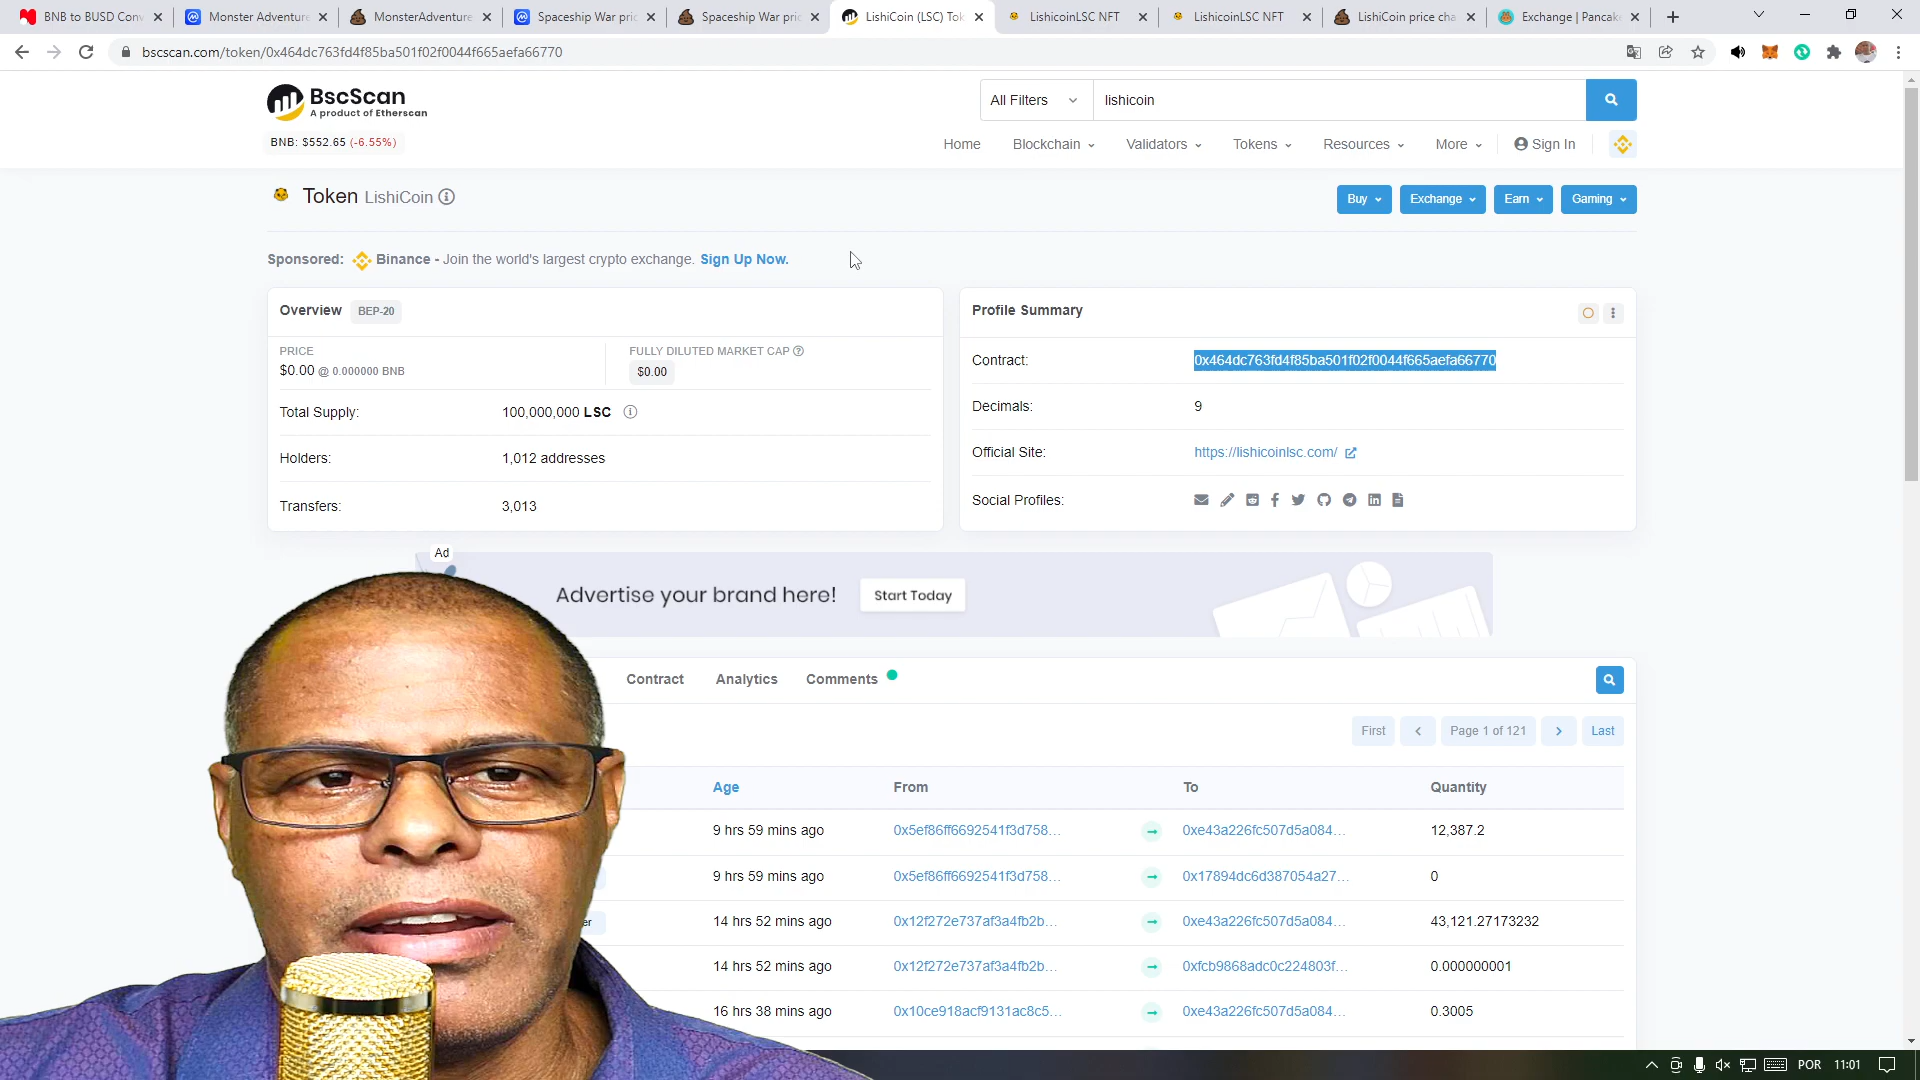 BNB to BUSD Conv
Monster Adventure
MonsterAdventure
Spaceship War pric
Spaceship War pric
LishiCoin (LSC) Tok
LishicoinLSC NFT
LishicoinLSC NFT
LishiCoin price cha
Exchange | Pancak
bscscan.com/token/0x464dc763fd4f85ba501f02f0044f665aefa66770
BscScan
A product of Etherscan
All Filters
lishicoin
BNB: $552.65 (-6.55%)
Home
Blockchain
Validators
Tokens
Resources
More
Sign In
Token LishiCoin
Buy
Exchange
Earn
Gaming
Sponsored: Binance - Join the world's largest crypto exchange. Sign Up Now.
Overview BEP-20
PRICE
$0.00 @ 0.000000 BNB
FULLY DILUTED MARKET CAP
$0.00
Total Supply: 100,000,000 LSC
Holders: 1,012 addresses
Transfers: 3,013
Profile Summary
Contract: 0x464dc763fd4f85ba501f02f0044f665aefa66770
Decimals: 9
Official Site: https://lishicoinlsc.com/
Social Profiles:
Ad
Advertise your brand here! Start Today
Contract
Analytics
Comments
First
Page 1 of 121
Last
Age From To Quantity
9 hrs 59 mins ago 0x5ef86ff6692541f3d758... 0xe43a226fc507d5a084... 12,387.2
9 hrs 59 mins ago 0x5ef86ff6692541f3d758... 0x17894dc6d387054a27... 0
er 14 hrs 52 mins ago 0x12f272e737af3a4fb2b... 0xe43a226fc507d5a084... 43,121.27173232
14 hrs 52 mins ago 0x12f272e737af3a4fb2b... 0xfcb9868adc0c224803f... 0.000000001
16 hrs 38 mins ago 0x10ce918acf9131ac8c5... 0xe43a226fc507d5a084... 0.3005
POR 11:01